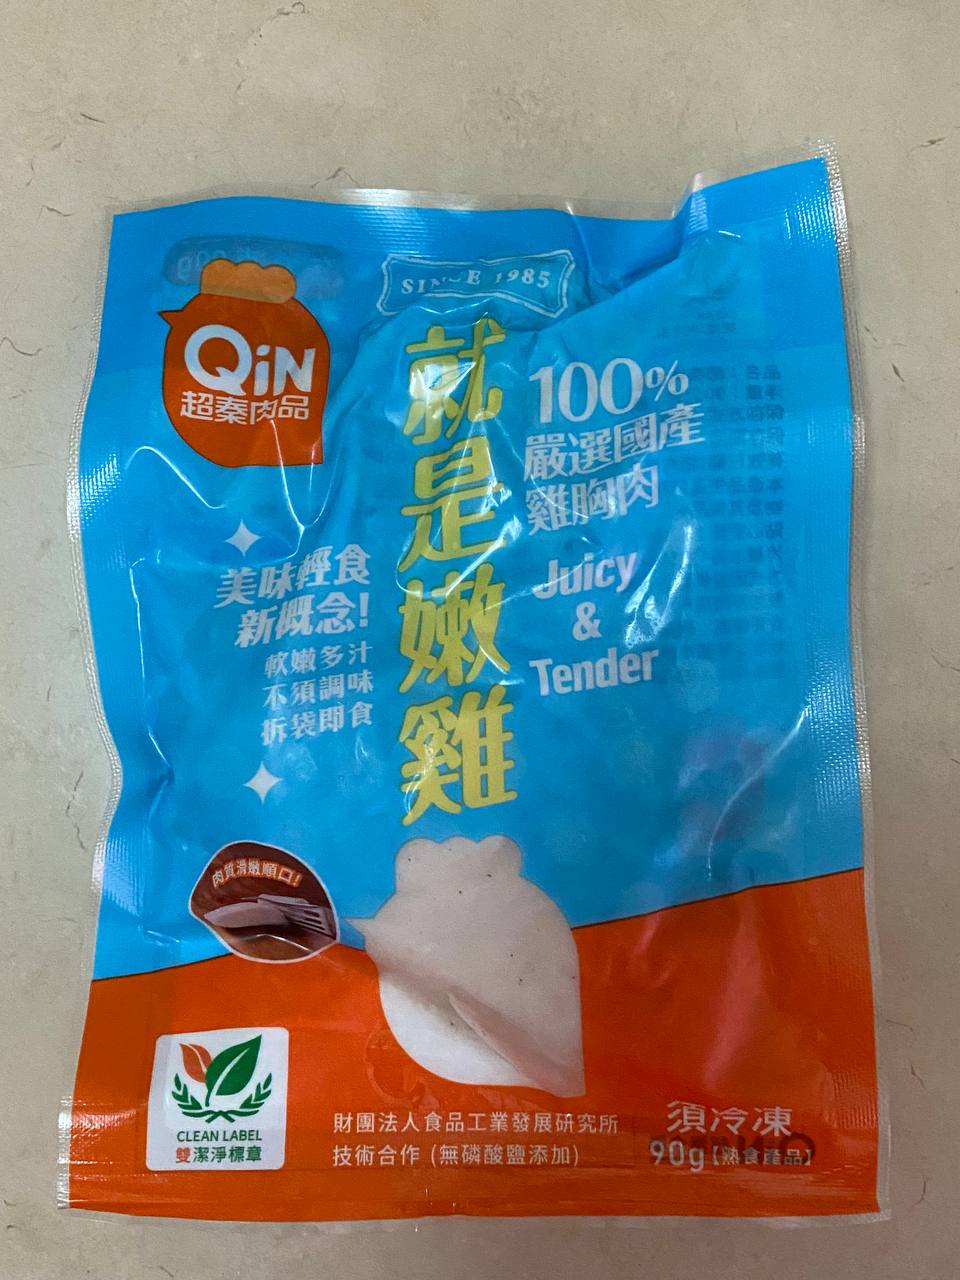 SINCE 1985
QiN
超秦肉品
就是嫩雞
100%
嚴選國產
雞胸肉
Juicy
&
Tender
美味輕食
新概念!
軟嫩多汁
不須調味
拆袋即食
肉質滑嫩順口!
CLEAN LABEL
雙潔淨標章
財團法人食品工業發展研究所
技術合作 (無磷酸鹽添加)
須冷凍
90g【熟食產品】